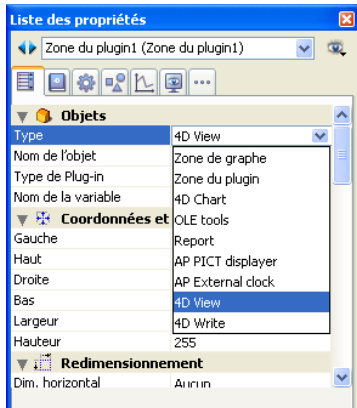 Liste des propriétés
Zone du plugin1 (Zone du plugin1)
Objets
Type 4D View
Nom de l'objet
Type de Plug-in
Nom de la variable
Zone de graphe
Zone du plugin
4D Chart
OLE tools
Report
AP PICT displayer
AP External clock
4D View
4D Write
Coordonnées et
Gauche
Haut
Droite
Bas
Largeur
Hauteur 255
Redimensionnement
Dim. horizontal Aucun